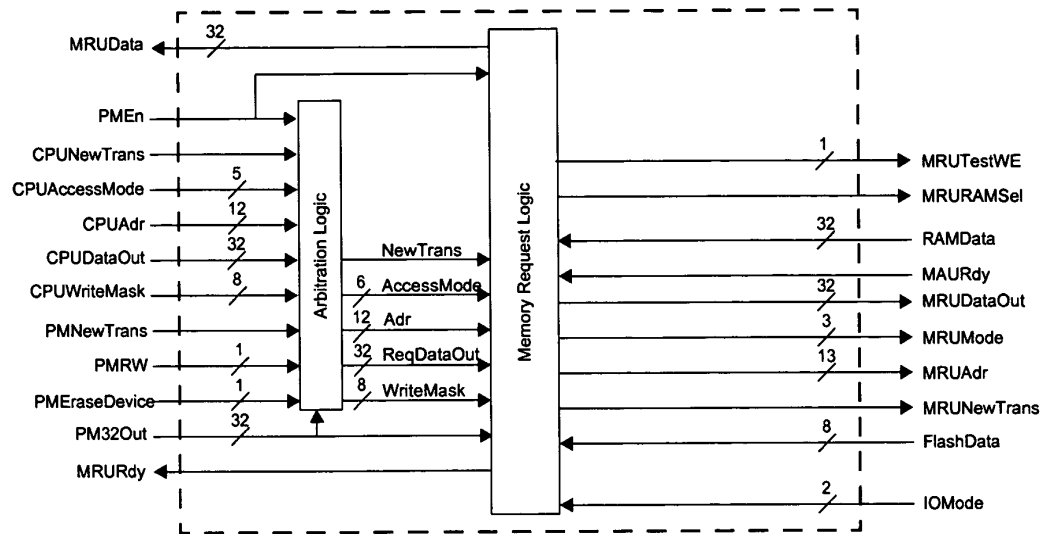 32
MRUData
PMEn
CPUNewTrans
1
MRUTestWE
CPUAccessMode
5
MRURAMSel
CPUAdr
12
32
RAMData
CPUDataOut
32
NewTrans
MAURdy
CPUWriteMask
8
6
AccessMode
32
MRUDataOut
PMNewTrans
12
Adr
3
MRUMode
PMRW
1
32
ReqDataOut
13
MRUAdr
PMEraseDevice
1
8
WriteMask
MRUNewTrans
PM32Out
32
8
FlashData
MRURdy
2
IOMode
Arbitration Logic
Memory Request Logic